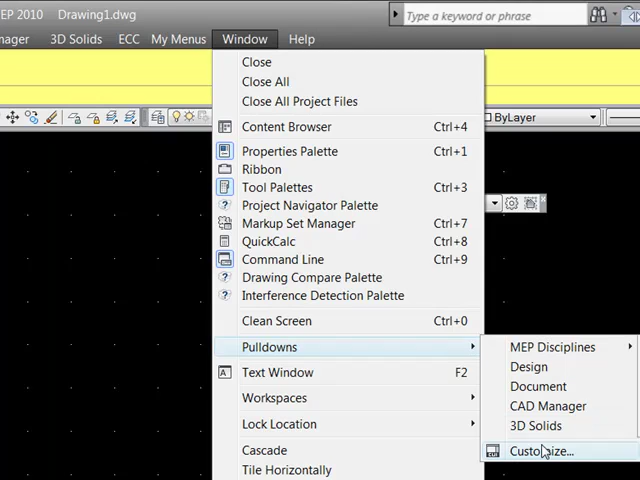 EP 2010 Drawing1.dwg Type a keyword or phrase
nager 3D Solids ECC My Menus Window Help
Close
Close All
Close All Project Files
Content Browser Ctrl+4
ByLayer
Properties Palette Ctrl+1
Ribbon
Tool Palettes Ctrl+3
Project Navigator Palette
Markup Set Manager Ctrl+7
QuickCalc Ctrl+8
Command Line Ctrl+9
Drawing Compare Palette
Interference Detection Palette
Clean Screen Ctrl+0
Pulldowns
Text Window F2
Workspaces
Lock Location
Cascade
Tile Horizontally
MEP Disciplines
Design
Document
CAD Manager
3D Solids
CUI Customize...